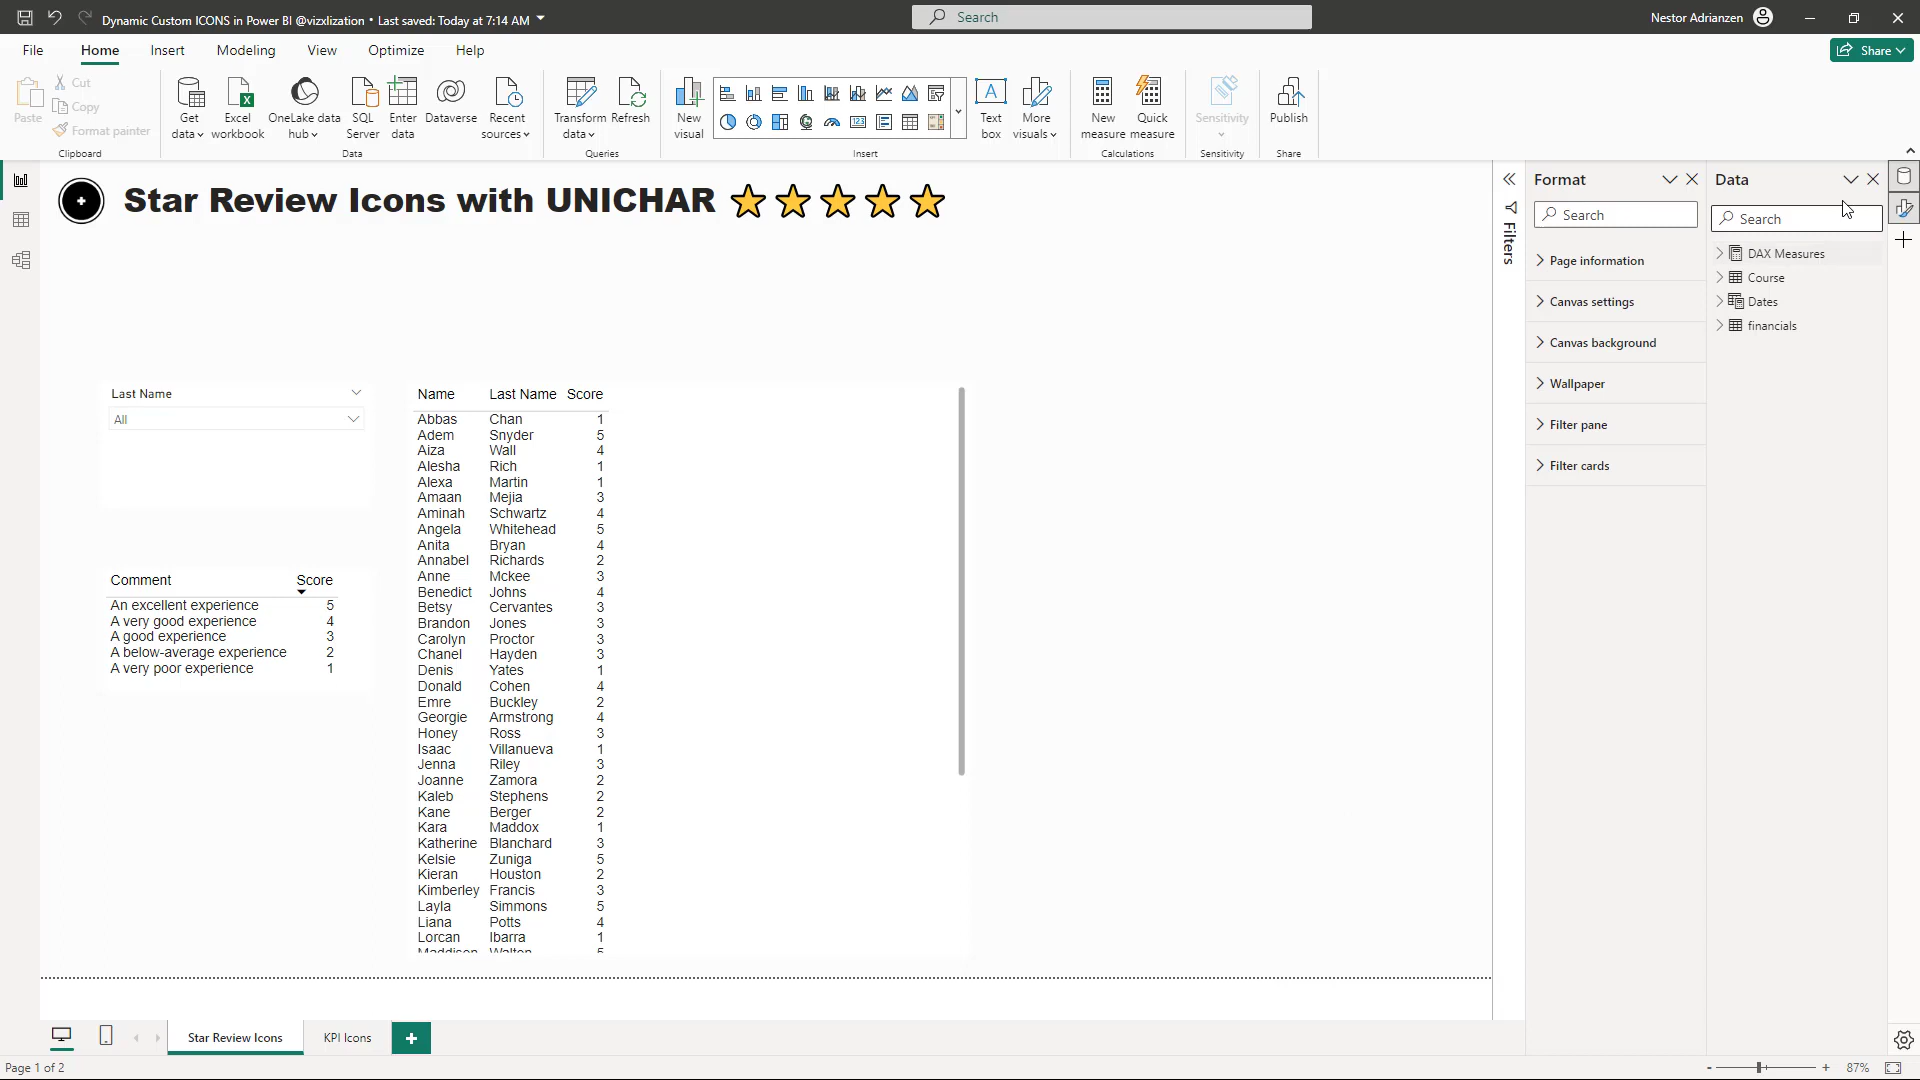 Dynamic Custom ICONS in Power BI @vizxlization • Last saved: Today at 7:14 AM
Search
Nestor Adrianzen
File Home Insert Modeling View Optimize Help
Share
Paste
Cut
Copy
Format painter
Clipboard
Get data
Excel workbook
OneLake data hub
SQL Server
Enter data
Dataverse
Recent sources
Data
Transform data
Refresh
Queries
New visual
Text box
More visuals
Insert
New measure
Quick measure
Calculations
Sensitivity
Sensitivity
Publish
Share
Star Review Icons with UNICHAR ⭐⭐⭐⭐⭐
Last Name
All
Comment Score
An excellent experience 5
A very good experience 4
A good experience 3
A below-average experience 2
A very poor experience 1
Name Last Name Score
Abbas Chan 1
Adem Snyder 5
Aiza Wall 4
Alesha Rich 1
Alexa Martin 1
Amaan Mejia 3
Aminah Schwartz 4
Angela Whitehead 5
Anita Bryan 4
Annabel Richards 2
Anne Mckee 3
Benedict Johns 4
Betsy Cervantes 3
Brandon Jones 3
Carolyn Proctor 3
Chanel Hayden 3
Denis Yates 1
Donald Cohen 4
Emre Buckley 2
Georgie Armstrong 4
Honey Ross 3
Isaac Villanueva 1
Jenna Riley 3
Joanne Zamora 2
Kaleb Stephens 2
Kane Berger 2
Kara Maddox 1
Katherine Blanchard 3
Kelsie Zuniga 5
Kieran Houston 2
Kimberley Francis 3
Layla Simmons 5
Liana Potts 4
Lorcan Ibarra 1
Maddison Walton 5
Filters
Format
Search
Page information
Canvas settings
Canvas background
Wallpaper
Filter pane
Filter cards
Data
Search
DAX Measures
Course
Dates
financials
Star Review Icons
KPI Icons
Page 1 of 2
87%